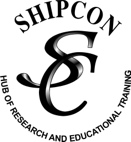 SHIPCON
SC
HUB OF RESEARCH AND EDUCATIONAL TRAINING